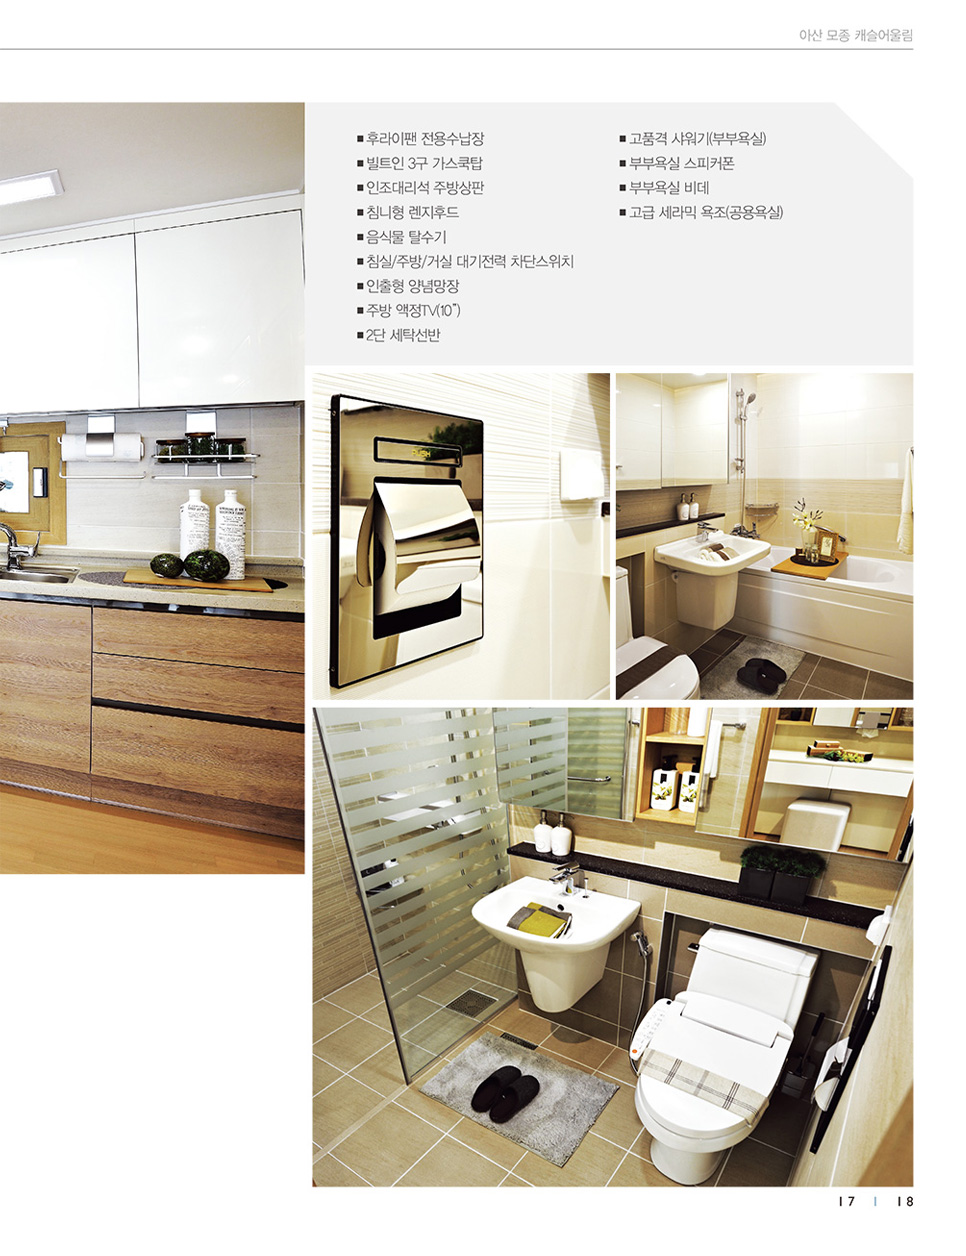 아산 모종 캐슬어울림
■ 후라이팬 전용수납장
■ 빌트인 3구 가스쿡탑
■ 인조대리석 주방상판
■ 침니형 렌지후드
■ 음식물 탈수기
■ 침실/주방/거실 대기전력 차단스위치
■ 인출형 양념망장
■ 주방 액정TV(10”)
■ 2단 세탁선반
■ 고품격 샤워기(부부욕실)
■ 부부욕실 스피커폰
■ 부부욕실 비데
■ 고급 세라믹 욕조(공용욕실)
PUSH
17 | 18